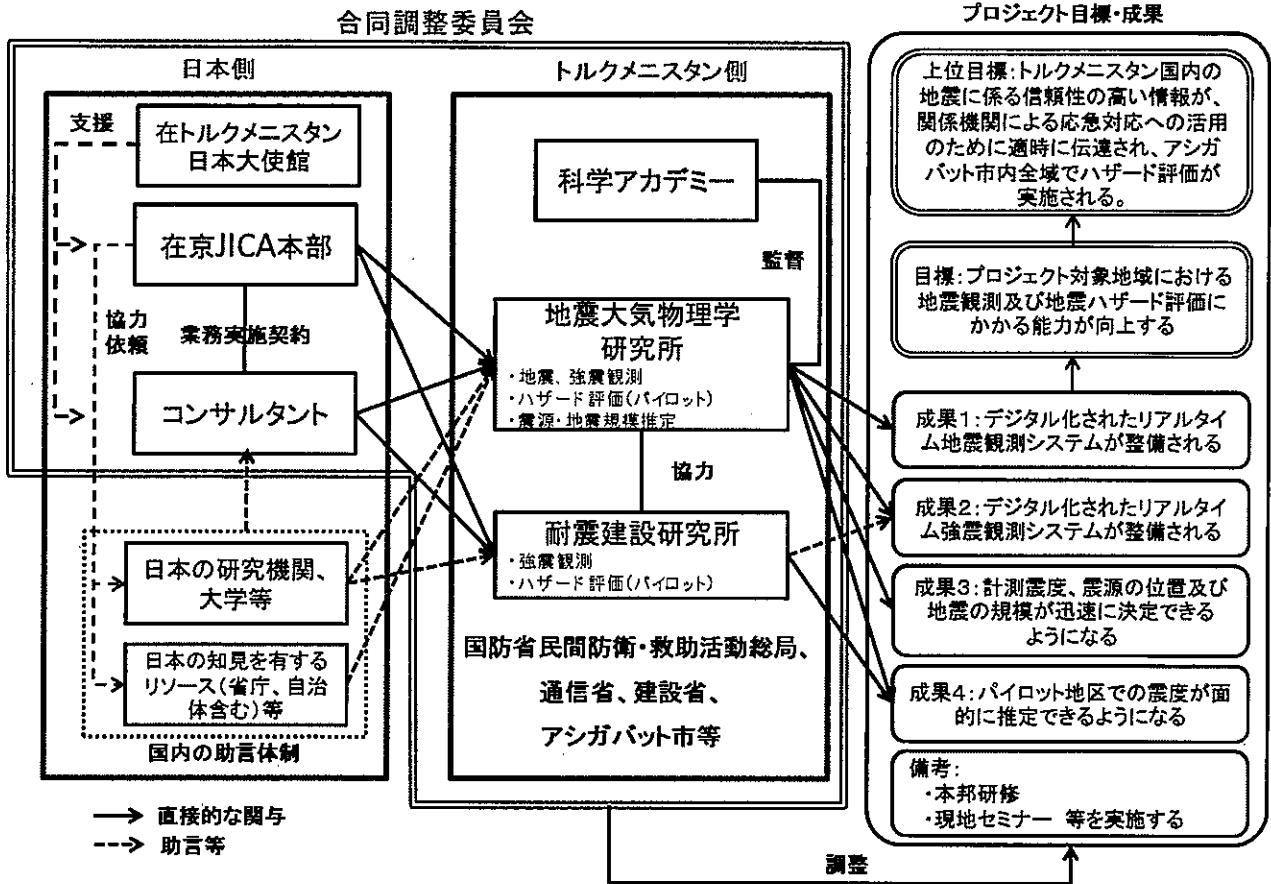 合同調整委員会
日本側
支援
在トルクメニスタン
日本大使館
在京JICA本部
協力
依頼
業務実施契約
コンサルタント
日本の研究機関、
大学等
日本の知見を有する
リソース(省庁、自治
体含む)等
国内の助言体制
直接的な関与
助言等
トルクメニスタン側
科学アカデミー
監督
地震大気物理学
研究所
・地震、強震観測
・ハザード評価(パイロット)
・震源・地震規模推定
協力
耐震建設研究所
・強震観測
・ハザード評価(パイロット)
国防省民間防衛・救助活動総局、
通信省、建設省、
アシガバット市等
プロジェクト目標・成果
上位目標:トルクメニスタン国内の
地震に係る信頼性の高い情報が、
関係機関による応急対応への活用
のために適時に伝達され、アシガ
バット市内全域でハザード評価が
実施される。
目標:プロジェクト対象地域における
地震観測及び地震ハザード評価に
かかる能力が向上する
成果1:デジタル化されたリアルタイ
ム地震観測システムが整備される
成果2:デジタル化されたリアルタイ
ム強震観測システムが整備される
成果3:計測震度、震源の位置及び
地震の規模が迅速に決定できる
ようになる
成果4:パイロット地区での震度が面
的に推定できるようになる
備考:
・本邦研修
・現地セミナー 等を実施する
調整